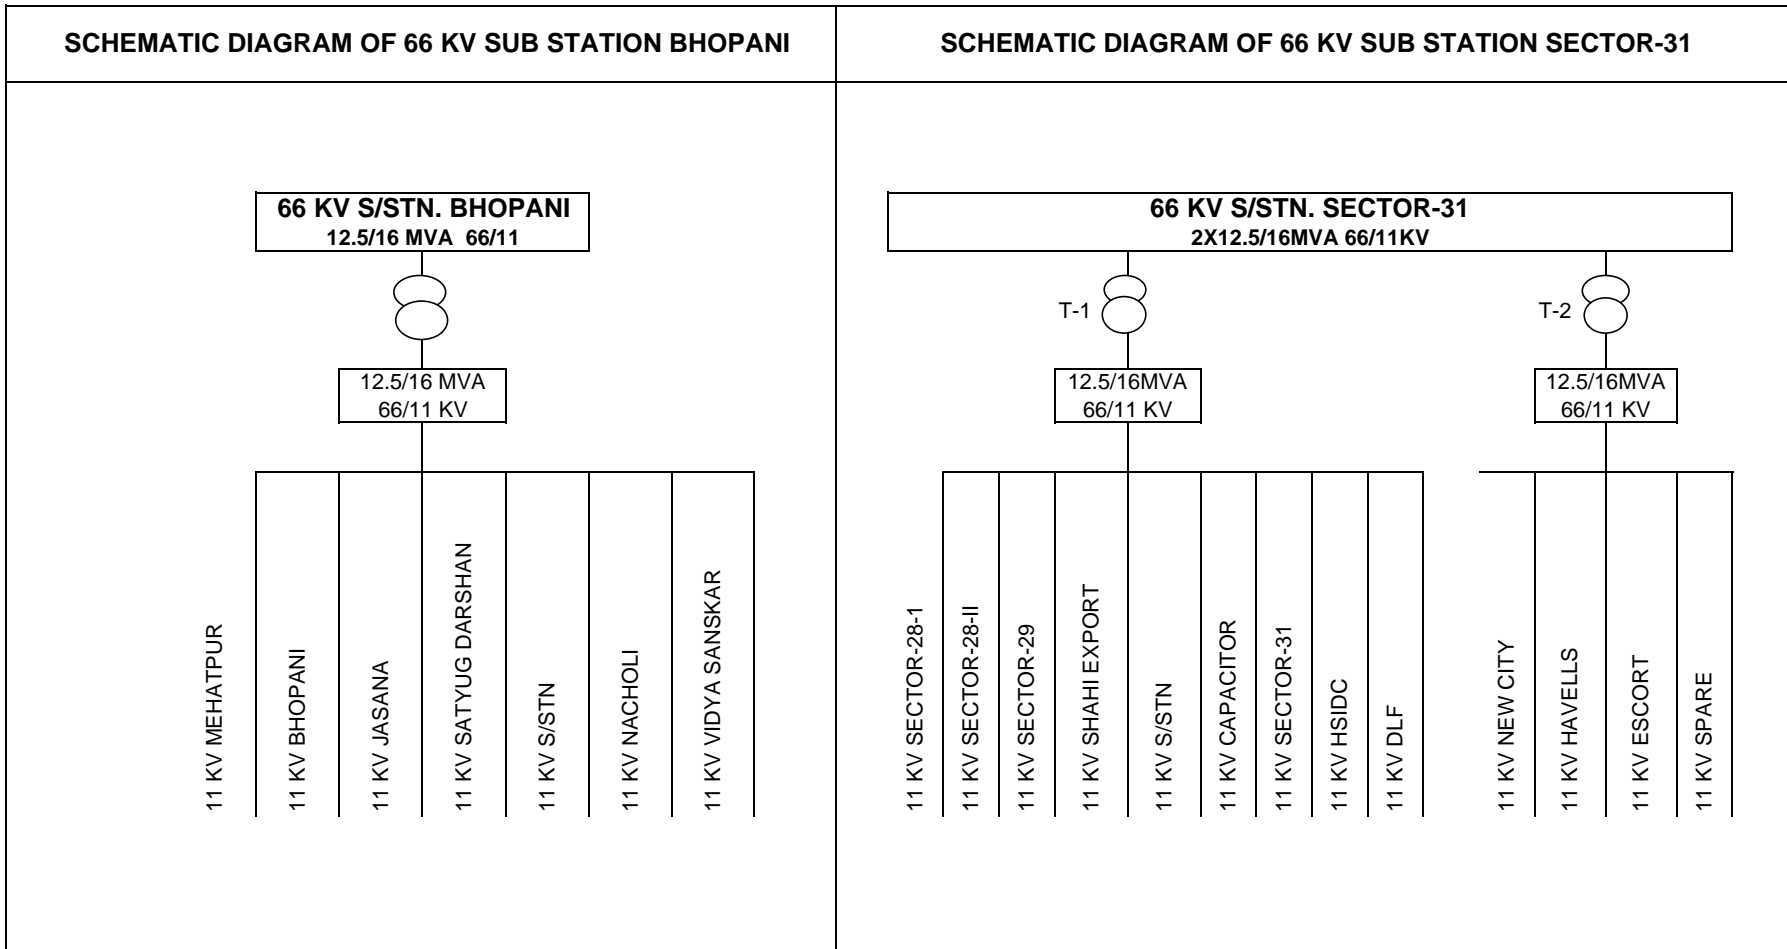 SCHEMATIC DIAGRAM OF 66 KV SUB STATION BHOPANI
SCHEMATIC DIAGRAM OF 66 KV SUB STATION SECTOR-31
66 KV S/STN. BHOPANI
12.5/16 MVA  66/11
12.5/16 MVA
66/11 KV
11 KV MEHATPUR
11 KV BHOPANI
11 KV JASANA
11 KV SATYUG DARSHAN
11 KV S/STN
11 KV NACHOLI
11 KV VIDYA SANSKAR
66 KV S/STN. SECTOR-31
2X12.5/16MVA 66/11KV
T-1
T-2
12.5/16MVA
66/11 KV
12.5/16MVA
66/11 KV
11 KV SECTOR-28-1
11 KV SECTOR-28-II
11 KV SECTOR-29
11 KV SHAHI EXPORT
11 KV S/STN
11 KV CAPACITOR
11 KV SECTOR-31
11 KV HSIDC
11 KV DLF
11 KV NEW CITY
11 KV HAVELLS
11 KV ESCORT
11 KV SPARE